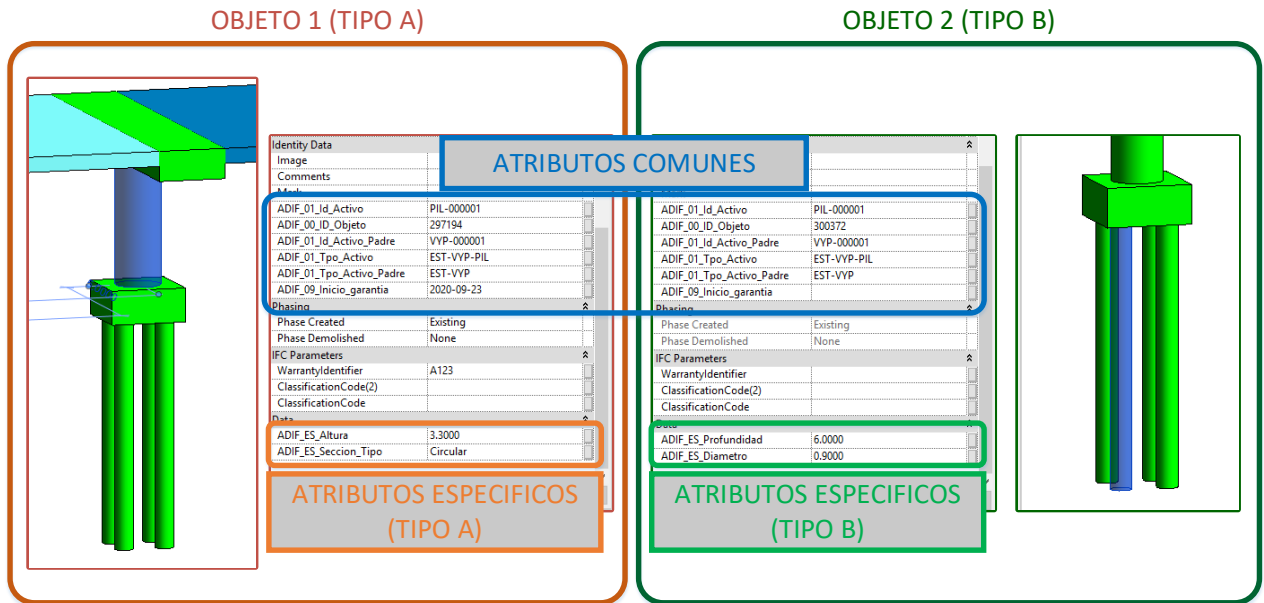 OBJETO 1 (TIPO A)
OBJETO 2 (TIPO B)
ATRIBUTOS COMUNES
Identity Data
Image
Comments
ADIF_01_Id_Activo PIL-000001
ADIF_00_ID_Objeto 297194
ADIF_01_Id_Activo_Padre VYP-000001
ADIF_01_Tpo_Activo EST-VYP-PIL
ADIF_01_Tpo_Activo_Padre EST-VYP
ADIF_09_Inicio_garantia 2020-09-23
Phasing
Phase Created Existing
Phase Demolished None
IFC Parameters
WarrantyIdentifier A123
ClassificationCode(2)
ClassificationCode
Data
ADIF_ES_Altura 3.3000
ADIF_ES_Seccion_Tipo Circular
ATRIBUTOS ESPECIFICOS
(TIPO A)
ADIF_01_Id_Activo PIL-000001
ADIF_00_ID_Objeto 300372
ADIF_01_Id_Activo_Padre VYP-000001
ADIF_01_Tpo_Activo EST-VYP-PIL
ADIF_01_Tpo_Activo_Padre EST-VYP
ADIF_09_Inicio_garantia
Phasing
Phase Created Existing
Phase Demolished None
IFC Parameters
WarrantyIdentifier
ClassificationCode(2)
ClassificationCode
Data
ADIF_ES_Profundidad 6.0000
ADIF_ES_Diametro 0.9000
ATRIBUTOS ESPECIFICOS
(TIPO B)